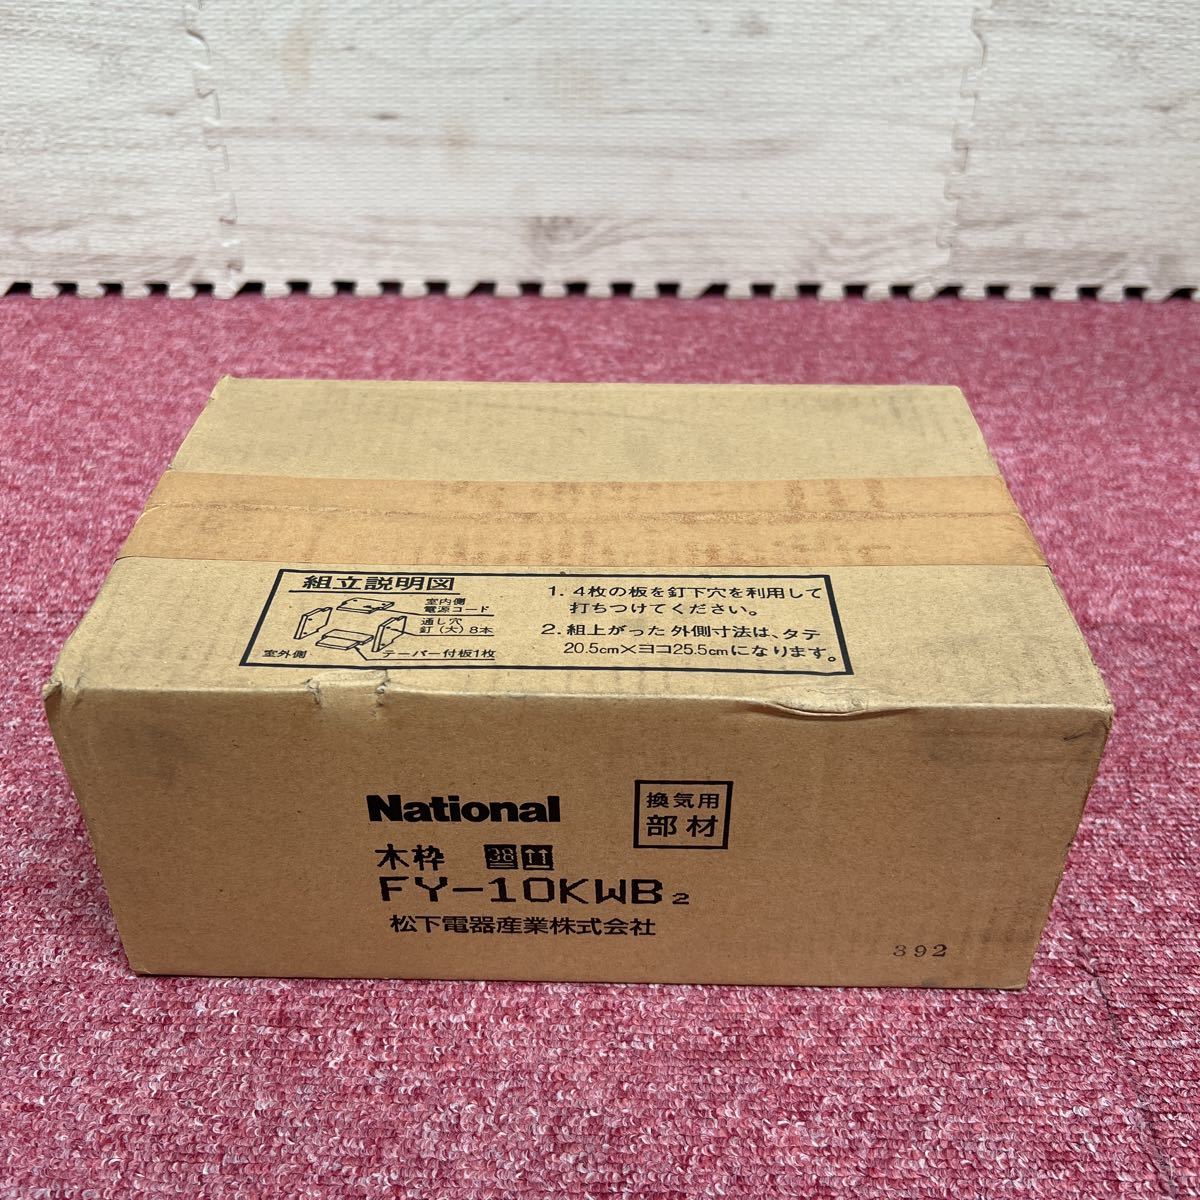 組立説明図
室内側
電源コード
通し穴
釘(大)8本
室外側
テーパー付板1枚
1. 4枚の板を釘下穴を利用して
打ちつけてください。
2. 組上がった外側寸法は、タテ
20.5cm×ヨコ25.5cmになります。
National
換気用
部材
木枠
FY-10KWB2
松下電器産業株式会社
392